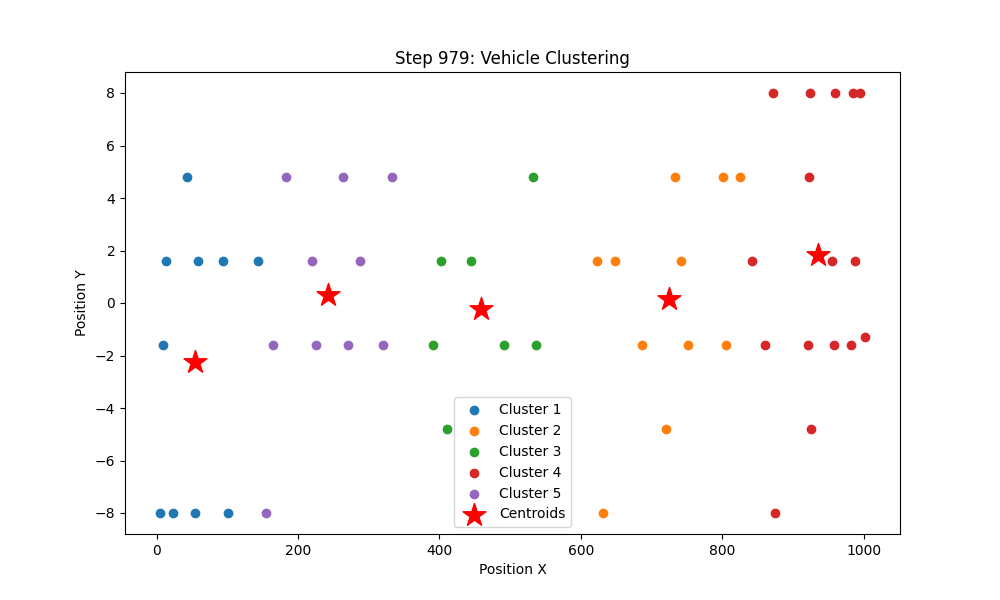 Step 979: Vehicle Clustering
8
6
4
2
0
−2
−4
−6
−8
Position Y
Cluster 1
Cluster 2
Cluster 3
Cluster 4
Cluster 5
Centroids
0 200 400 600 800 1000
Position X